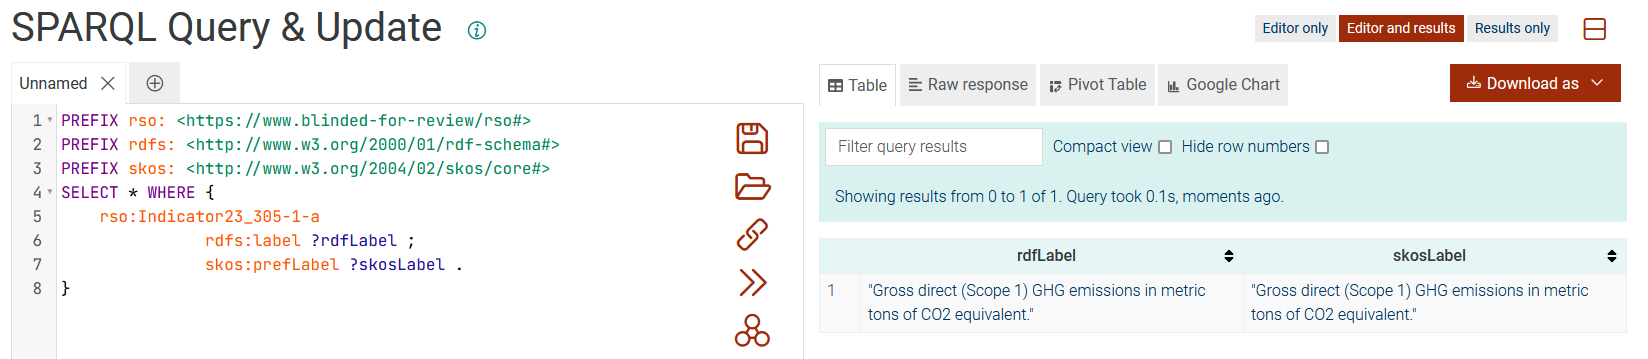 SPARQL Query & Update
Editor only
Editor and results
Results only
Unnamed
1 PREFIX rso: <https://www.blinded-for-review/rso#>
2 PREFIX rdfs: <http://www.w3.org/2000/01/rdf-schema#>
3 PREFIX skos: <http://www.w3.org/2004/02/skos/core#>
4 SELECT * WHERE {
5 rso:Indicator23_305-1-a
6 rdfs:label ?rdfLabel ;
7 skos:prefLabel ?skosLabel .
8 }
Table
Raw response
Pivot Table
Google Chart
Download as
Filter query results
Compact view
Hide row numbers
Showing results from 0 to 1 of 1. Query took 0.1s, moments ago.
rdfLabel
skosLabel
1
"Gross direct (Scope 1) GHG emissions in metric
tons of CO2 equivalent."
"Gross direct (Scope 1) GHG emissions in metric
tons of CO2 equivalent."